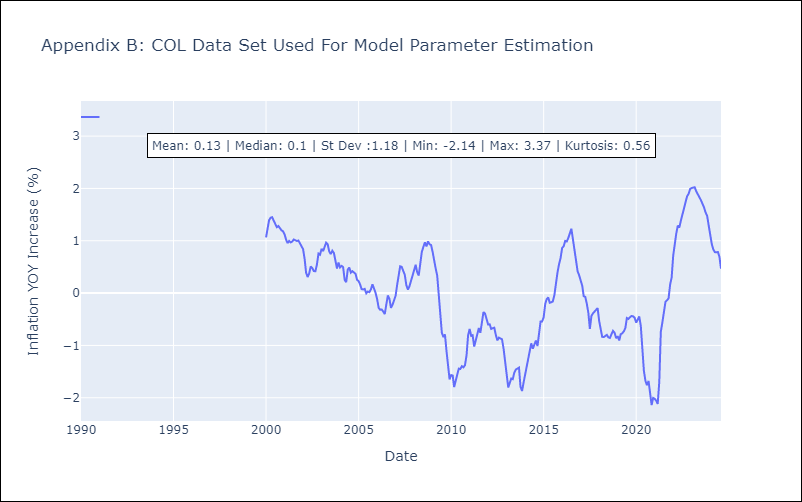 Appendix B: COL Data Set Used For Model Parameter Estimation
Mean: 0.13 | Median: 0.1 | St Dev :1.18 | Min: -2.14 | Max: 3.37 | Kurtosis: 0.56
Inflation YOY Increase (%)
3
2
1
0
−1
−2
1990 1995 2000 2005 2010 2015 2020
Date